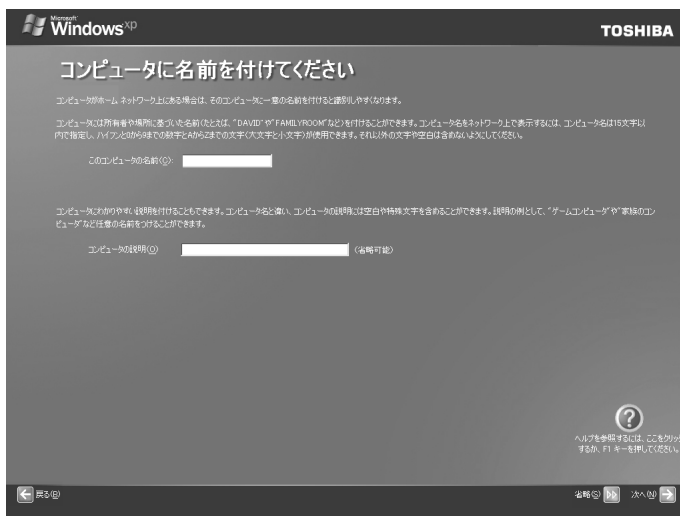 Microsoft
Windows xp
TOSHIBA
コンピュータに名前を付けてください
コンピュータがホーム ネットワーク上にある場合は、そのコンピュータに一意の名前を付けると識別しやすくなります。
コンピュータには所有者や場所に基づいた名前(たとえば、"DAVID" や "FAMILYROOM" など)を付けることができます。コンピュータ名をネットワーク上で表示するには、コンピュータ名は15文字以
内で指定し、ハイフンと0から9までの数字とAからZまでの文字(大文字と小文字)が使用できます。それ以外の文字や空白は含めないようにしてください。
このコンピュータの名前(C):
コンピュータにわかりやすい説明を付けることもできます。コンピュータ名と違い、コンピュータの説明には空白や特殊文字を含めることができます。説明の例として、"ゲームコンピュータ" や "家族のコン
ピュータ" など任意の名前をつけることができます。
コンピュータの説明(O)
(省略可能)
?
ヘルプを参照するには、ここをクリッ
するか、F1 キーを押してください。
戻る(B)
省略(S)
次へ(N)